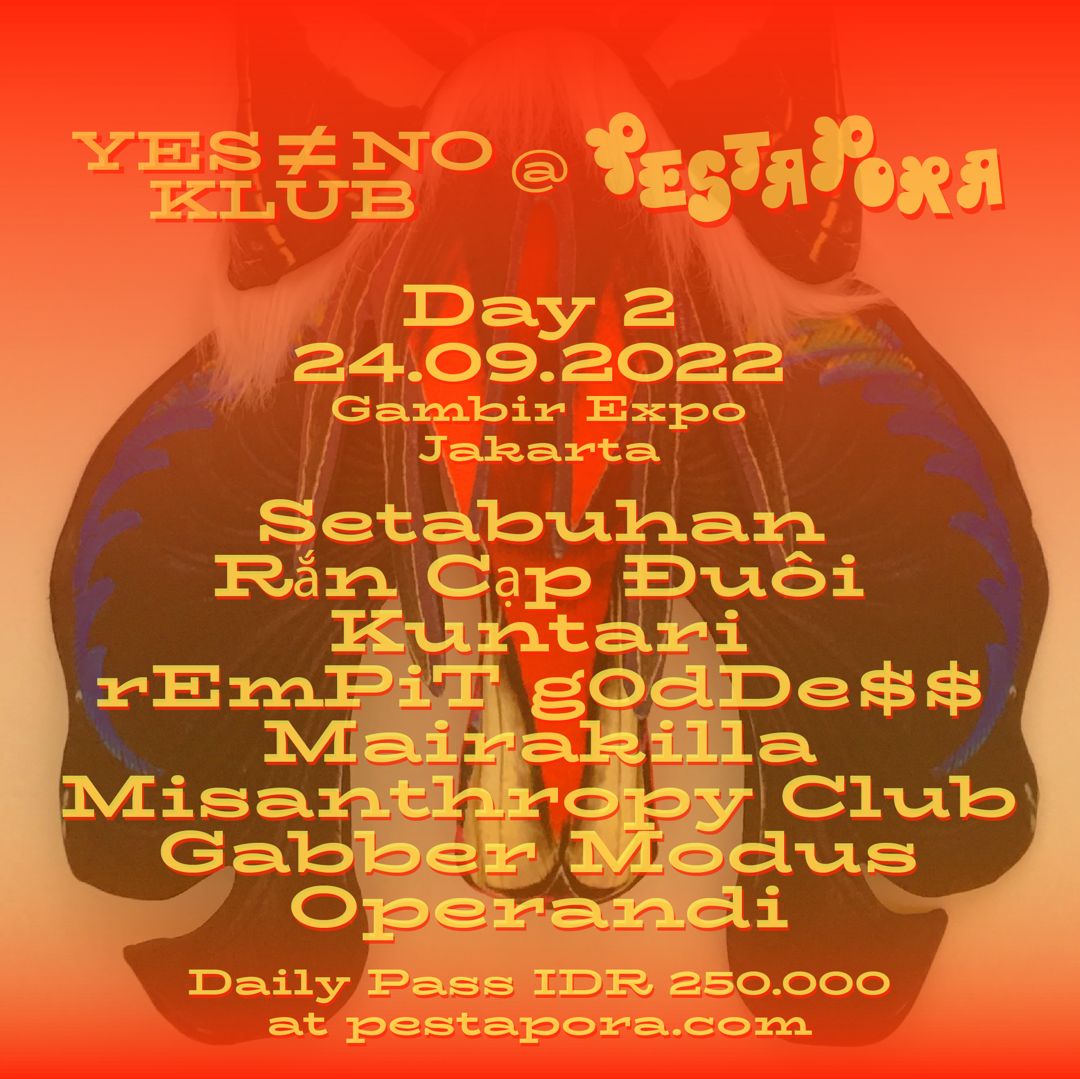 YES ≠ NO
KLUB
@
PESTAPORA
Day 2
24.09.2022
Gambir Expo
Jakarta
Setabuhan
Rắn Cạp Đuôi
Kuntari
rEmPiT g0dDe$$
Mairakilla
Misanthropy Club
Gabber Modus
Operandi
Daily Pass IDR 250.000
at pestapora.com